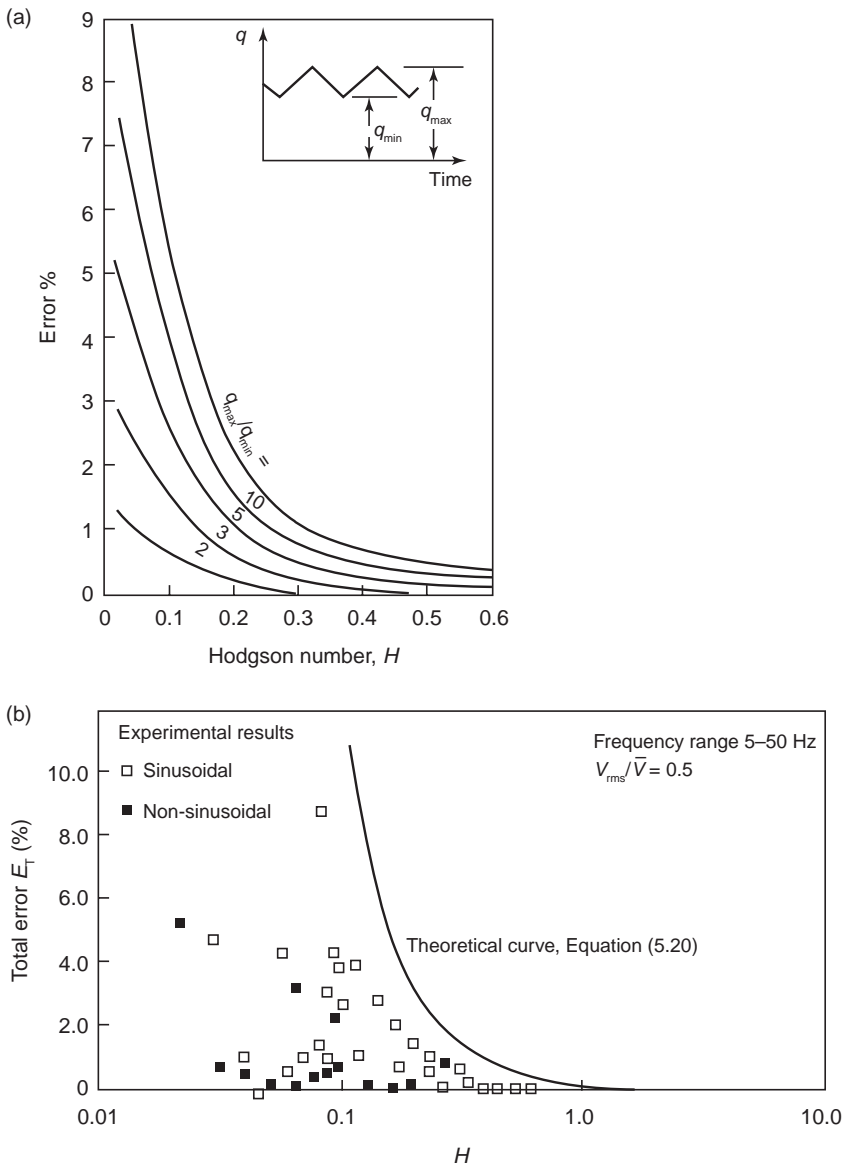 (a)
9
8
7
6
5
4
3
2
1
0
Error %
q
q_min
q_max
Time
q_max/q_min =
10
5
3
2
0
0.1
0.2
0.3
0.4
0.5
0.6
Hodgson number, H
(b)
Experimental results
□ Sinusoidal
■ Non-sinusoidal
Frequency range 5–50 Hz
V_rms/V̅ = 0.5
Theoretical curve, Equation (5.20)
Total error E_T (%)
10.0
8.0
6.0
4.0
2.0
0
0.01
0.1
1.0
10.0
H